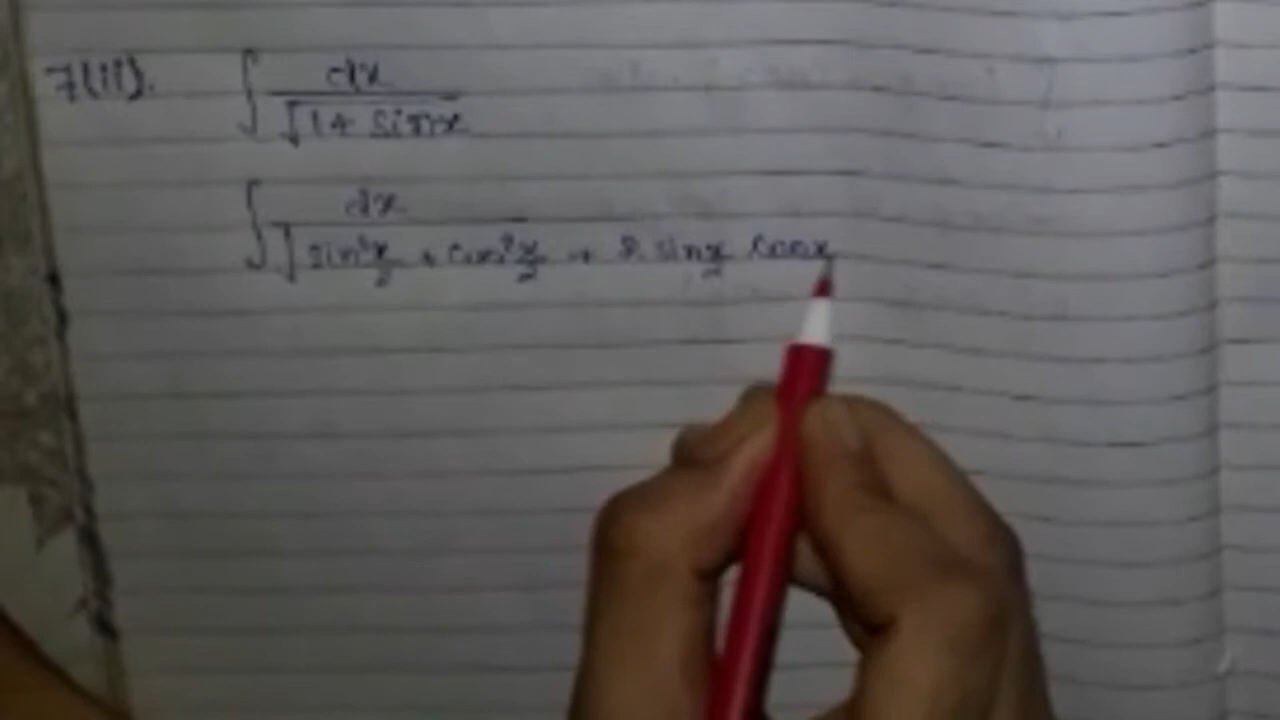 7(ii). ∫ dx / √(1 + sinx)
∫ dx / √(sin²x/2 + cos²x/2 + 2 sinx/2 cosx